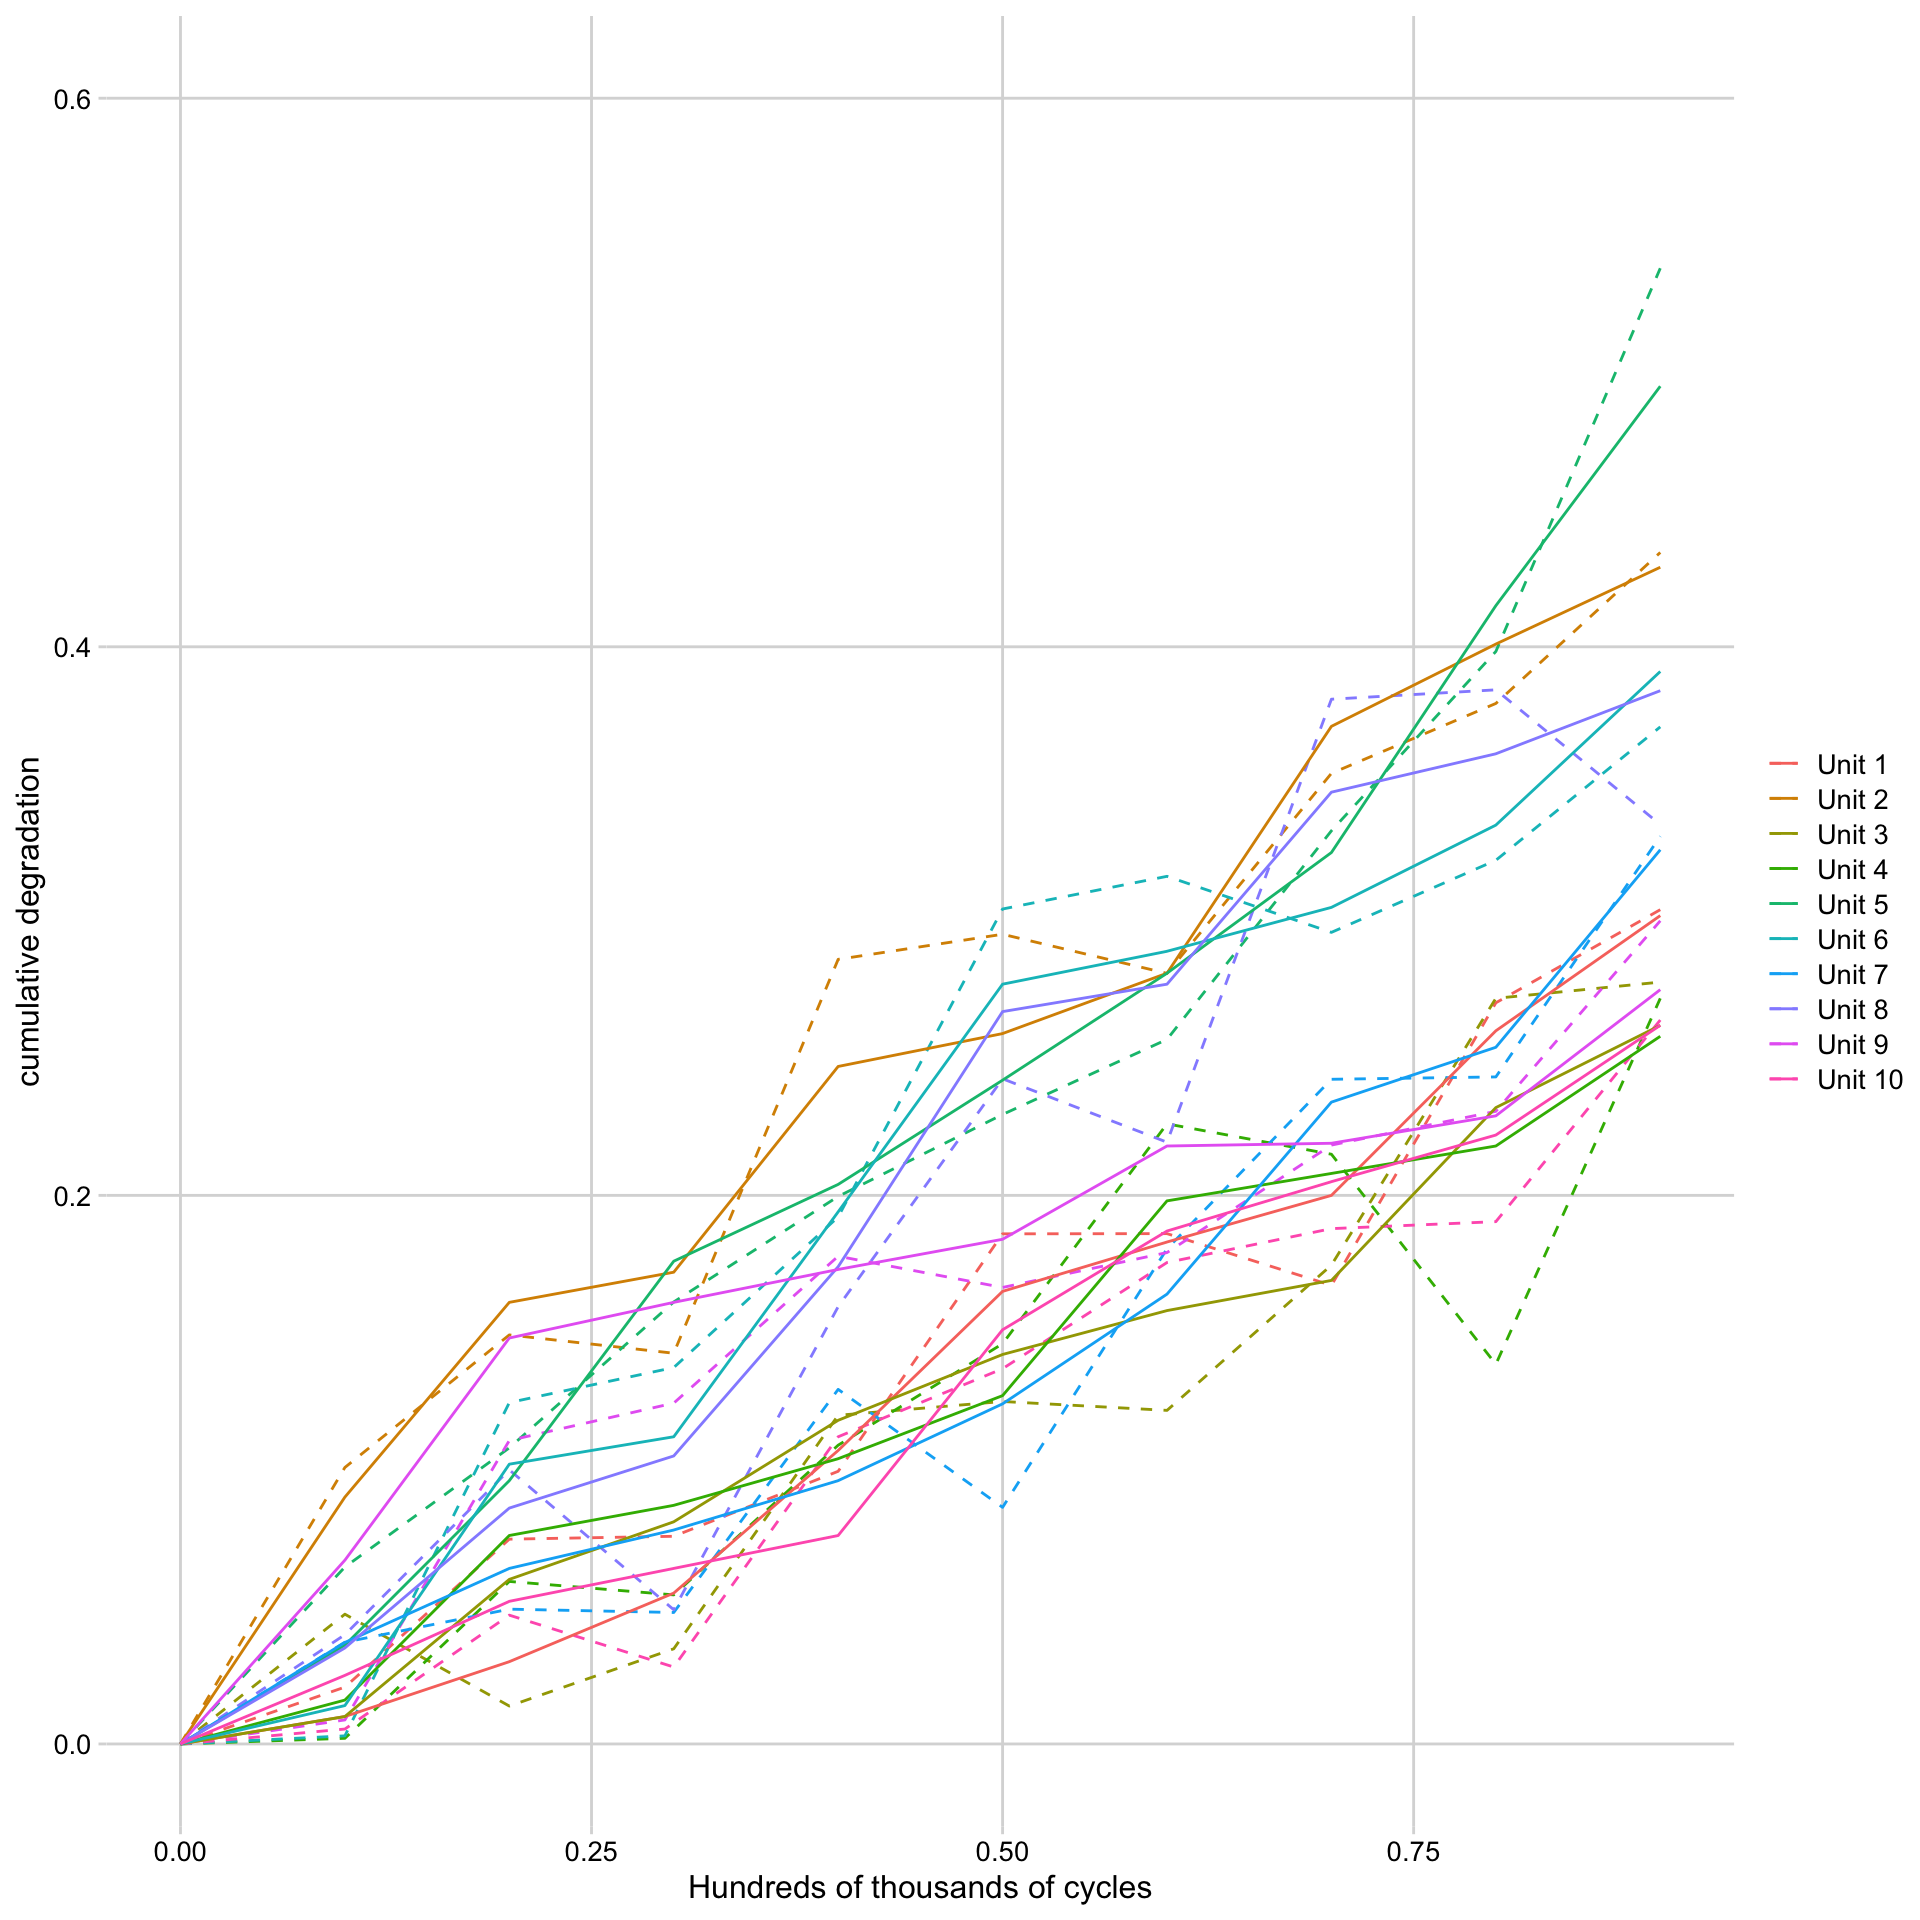 cumulative degradation
0.6
0.4
0.2
0.0
0.00 0.25 0.50 0.75
Hundreds of thousands of cycles
Unit 1
Unit 2
Unit 3
Unit 4
Unit 5
Unit 6
Unit 7
Unit 8
Unit 9
Unit 10